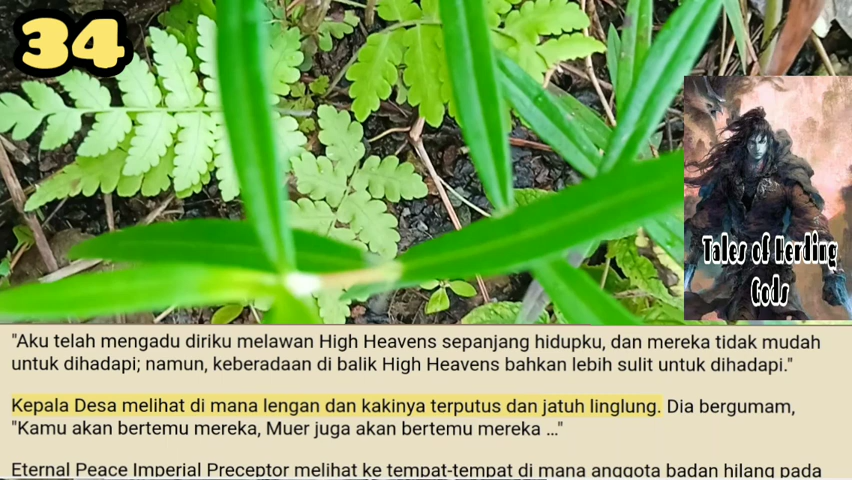 34
Tales of Herding
Gods
"Aku telah mengadu diriku melawan High Heavens sepanjang hidupku, dan mereka tidak mudah
untuk dihadapi; namun, keberadaan di balik High Heavens bahkan lebih sulit untuk dihadapi."
Kepala Desa melihat di mana lengan dan kakinya terputus dan jatuh linglung. Dia bergumam,
"Kamu akan bertemu mereka, Muer juga akan bertemu mereka ..."
Eternal Peace Imperial Preceptor melihat ke tempat-tempat di mana anggota badan hilang pada